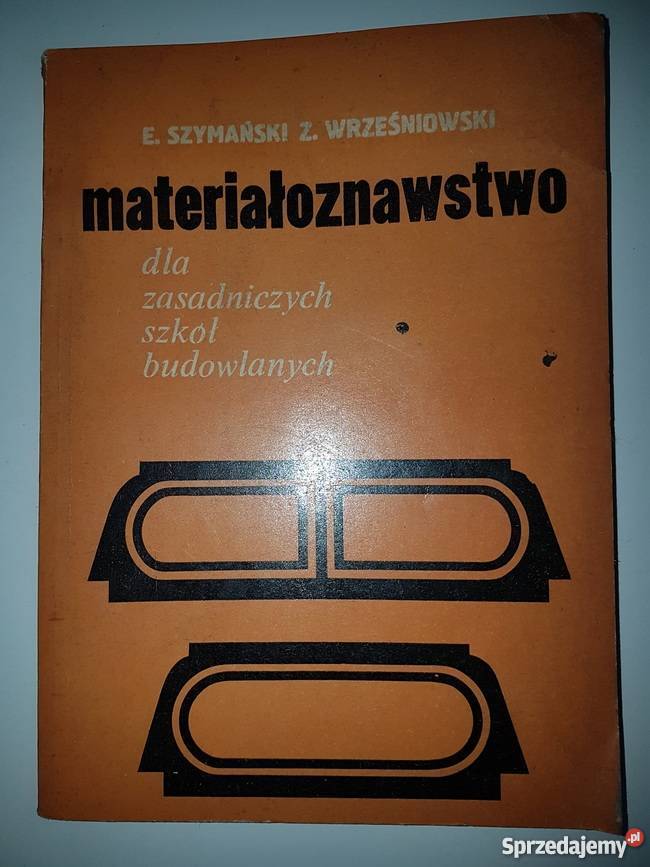 E. SZYMAŃSKI Z. WRZEŚNIOWSKI
materiałoznawstwo
dla
zasadniczych
szkół
budowlanych
Sprzedajemy.pl